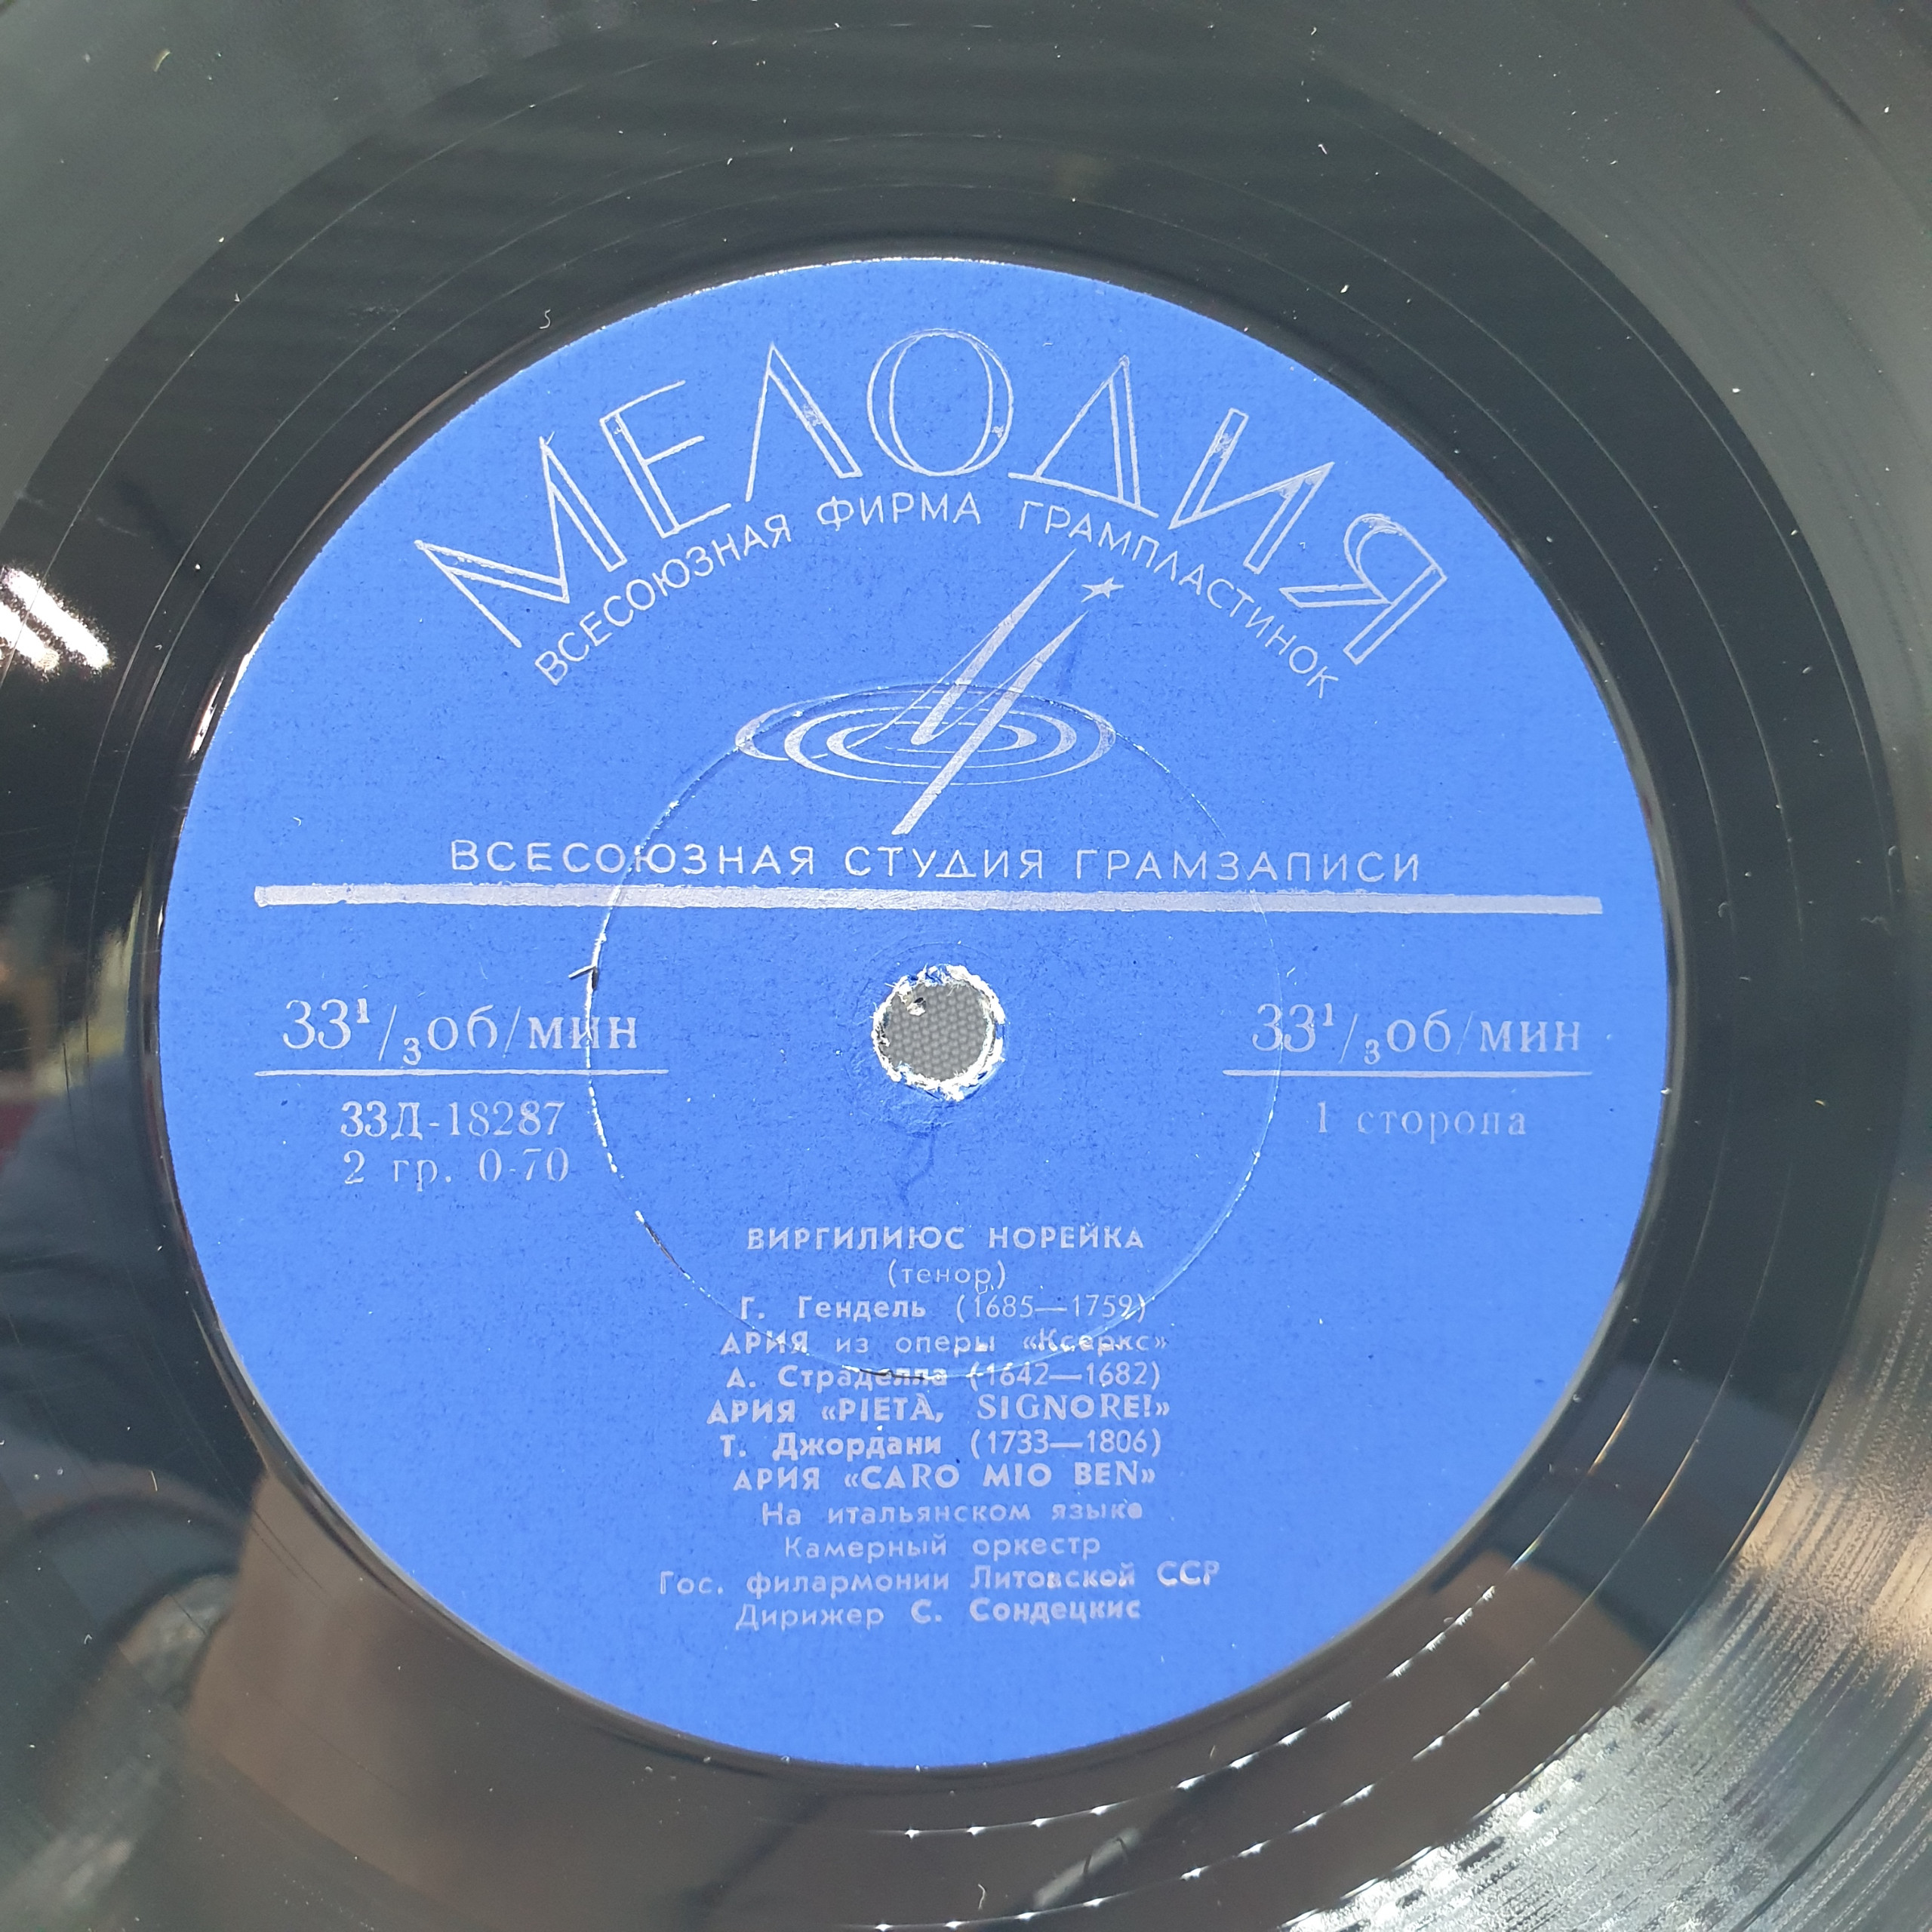 МЕЛОДИЯ
ВСЕСОЮЗНАЯ ФИРМА ГРАМПЛАСТИНОК
ВСЕСОЮЗНАЯ СТУДИЯ ГРАМЗАПИСИ
33¹/₃об/мин
33¹/₃об/мин
33Д-18287
1 сторона
2 гр. 0-70
ВИРГИЛИЮС НОРЕЙКА
(тенор)
Г. Гендель (1685—1759)
АРИЯ из оперы «Ксеркс»
А. Страделла (1642—1682)
АРИЯ «PIETÀ, SIGNORE!»
Т. Джордани (1733—1806)
АРИЯ «CARO MIO BEN»
На итальянском языке
Камерный оркестр
Гос. филармонии Литовской ССР
Дирижер С. Сондецкис